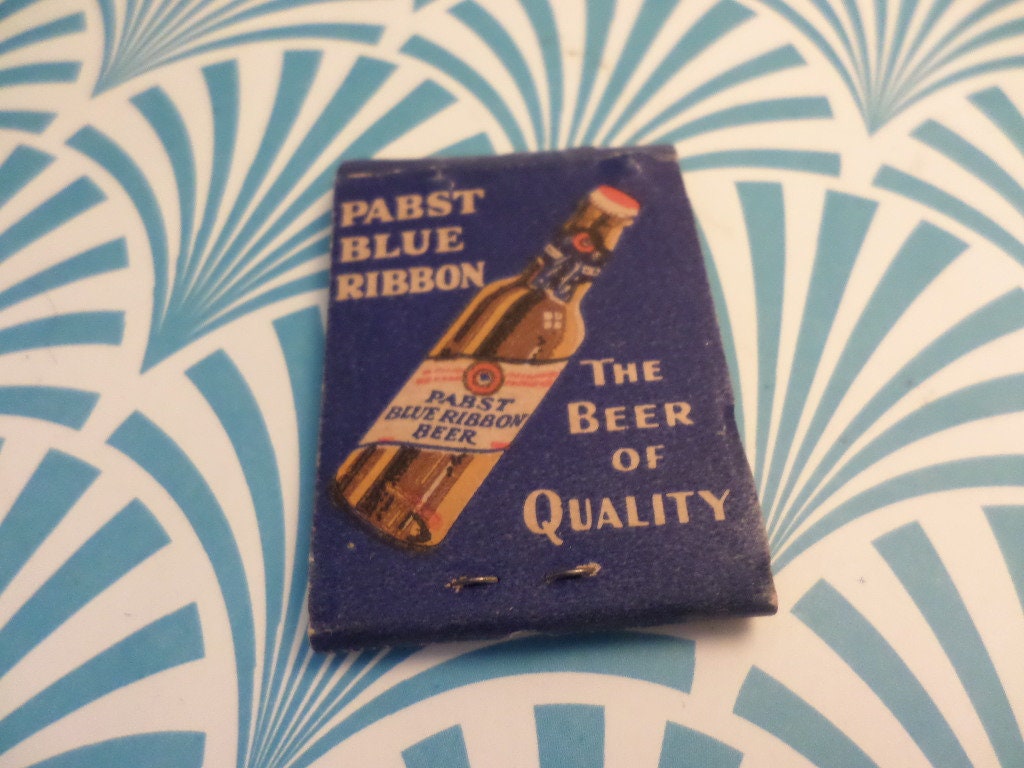 PABST
BLUE
RIBBON
PABST
BLUE RIBBON
BEER
THE
BEER
OF
QUALITY